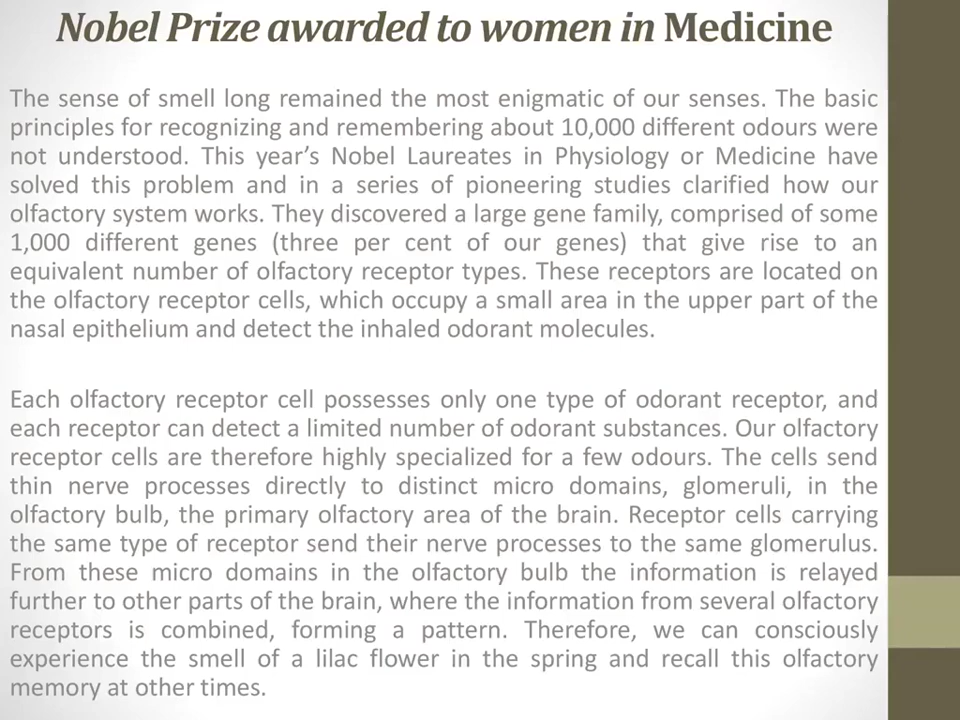 Nobel Prize awarded to women in Medicine
The sense of smell long remained the most enigmatic of our senses. The basic
principles for recognizing and remembering about 10,000 different odours were
not understood. This year’s Nobel Laureates in Physiology or Medicine have
solved this problem and in a series of pioneering studies clarified how our
olfactory system works. They discovered a large gene family, comprised of some
1,000 different genes (three per cent of our genes) that give rise to an
equivalent number of olfactory receptor types. These receptors are located on
the olfactory receptor cells, which occupy a small area in the upper part of the
nasal epithelium and detect the inhaled odorant molecules.
Each olfactory receptor cell possesses only one type of odorant receptor, and
each receptor can detect a limited number of odorant substances. Our olfactory
receptor cells are therefore highly specialized for a few odours. The cells send
thin nerve processes directly to distinct micro domains, glomeruli, in the
olfactory bulb, the primary olfactory area of the brain. Receptor cells carrying
the same type of receptor send their nerve processes to the same glomerulus.
From these micro domains in the olfactory bulb the information is relayed
further to other parts of the brain, where the information from several olfactory
receptors is combined, forming a pattern. Therefore, we can consciously
experience the smell of a lilac flower in the spring and recall this olfactory
memory at other times.